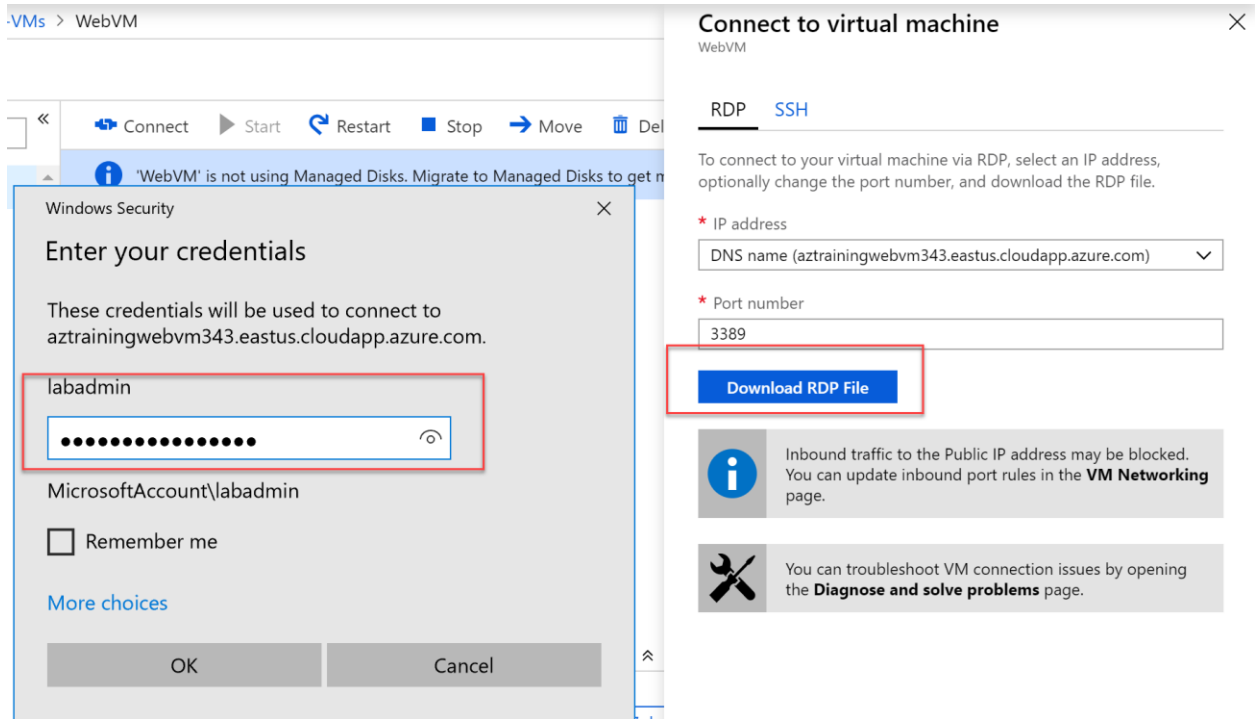 -VMs > WebVM
Connect Start Restart Stop Move Del
'WebVM' is not using Managed Disks. Migrate to Managed Disks to get m
Windows Security
Enter your credentials
These credentials will be used to connect to
aztrainingwebvm343.eastus.cloudapp.azure.com.
labadmin
MicrosoftAccount\labadmin
Remember me
More choices
OK Cancel
Connect to virtual machine
WebVM
RDP SSH
To connect to your virtual machine via RDP, select an IP address,
optionally change the port number, and download the RDP file.
* IP address
DNS name (aztrainingwebvm343.eastus.cloudapp.azure.com)
* Port number
3389
Download RDP File
Inbound traffic to the Public IP address may be blocked.
You can update inbound port rules in the VM Networking
page.
You can troubleshoot VM connection issues by opening
the Diagnose and solve problems page.